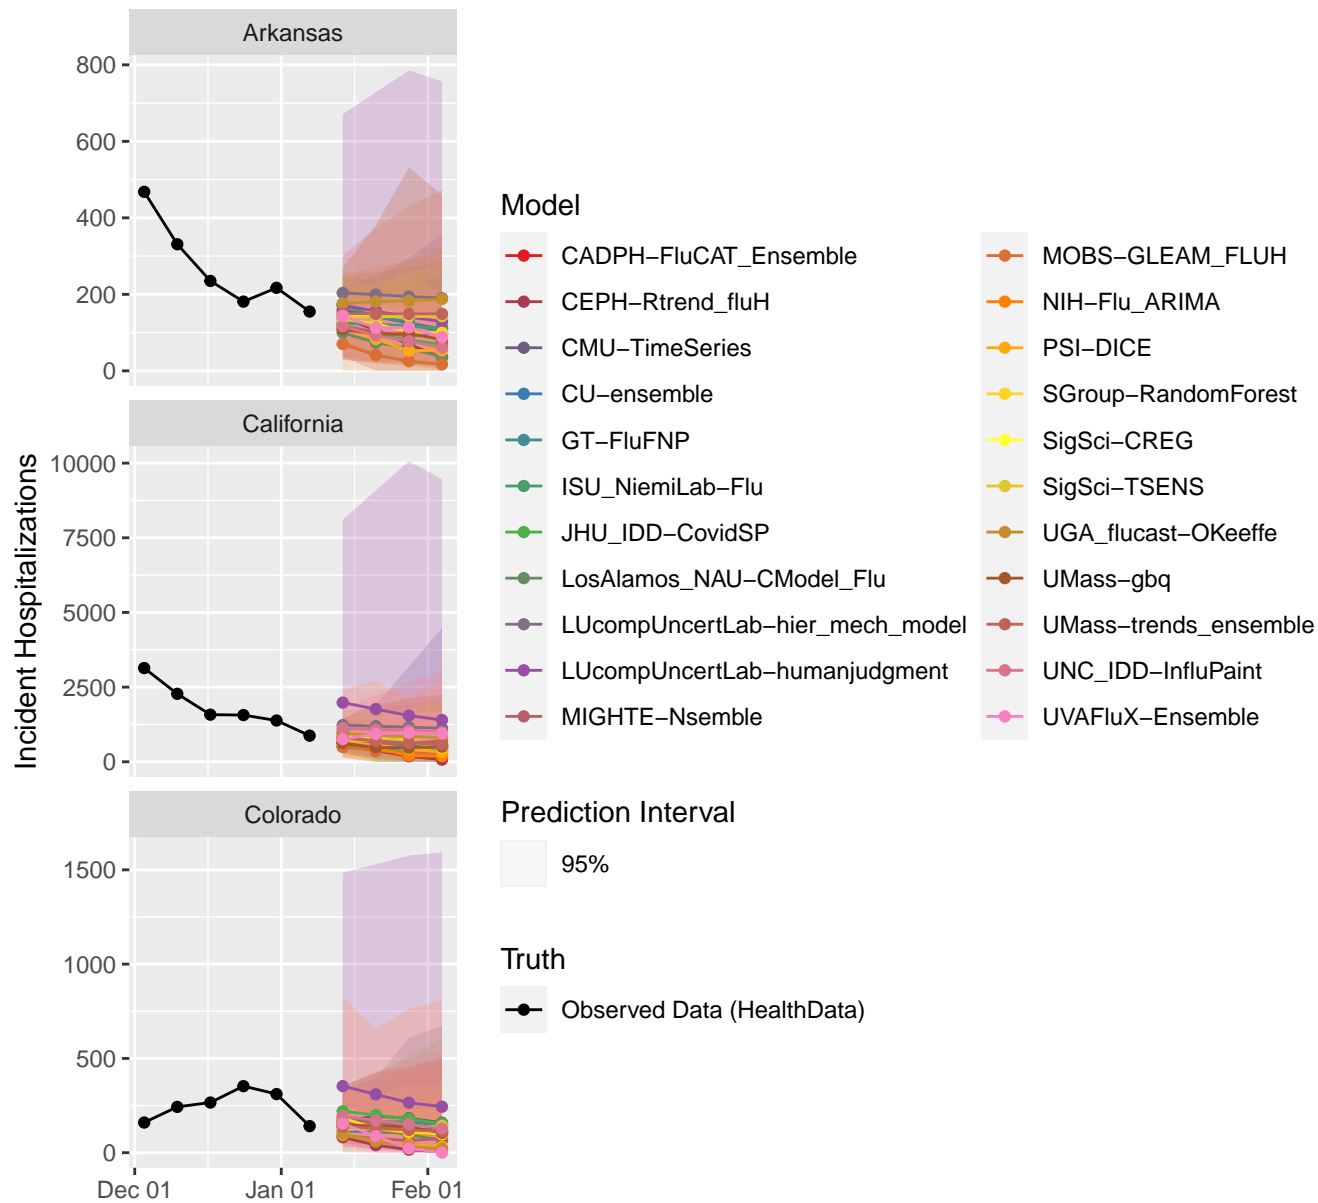 Arkansas
800
600
400
200
0
California
10000
7500
5000
2500
0
Colorado
1500
1000
500
0
Dec 01
Jan 01
Feb 01
Incident Hospitalizations
Model
CADPH−FluCAT_Ensemble
CEPH−Rtrend_fluH
CMU−TimeSeries
CU−ensemble
GT−FluFNP
ISU_NiemiLab−Flu
JHU_IDD−CovidSP
LosAlamos_NAU−CModel_Flu
LUcompUncertLab−hier_mech_model
LUcompUncertLab−humanjudgment
MIGHTE−Nsemble
MOBS−GLEAM_FLUH
NIH−Flu_ARIMA
PSI−DICE
SGroup−RandomForest
SigSci−CREG
SigSci−TSENS
UGA_flucast−OKeeffe
UMass−gbq
UMass−trends_ensemble
UNC_IDD−InfluPaint
UVAFluX−Ensemble
Prediction Interval
95%
Truth
Observed Data (HealthData)